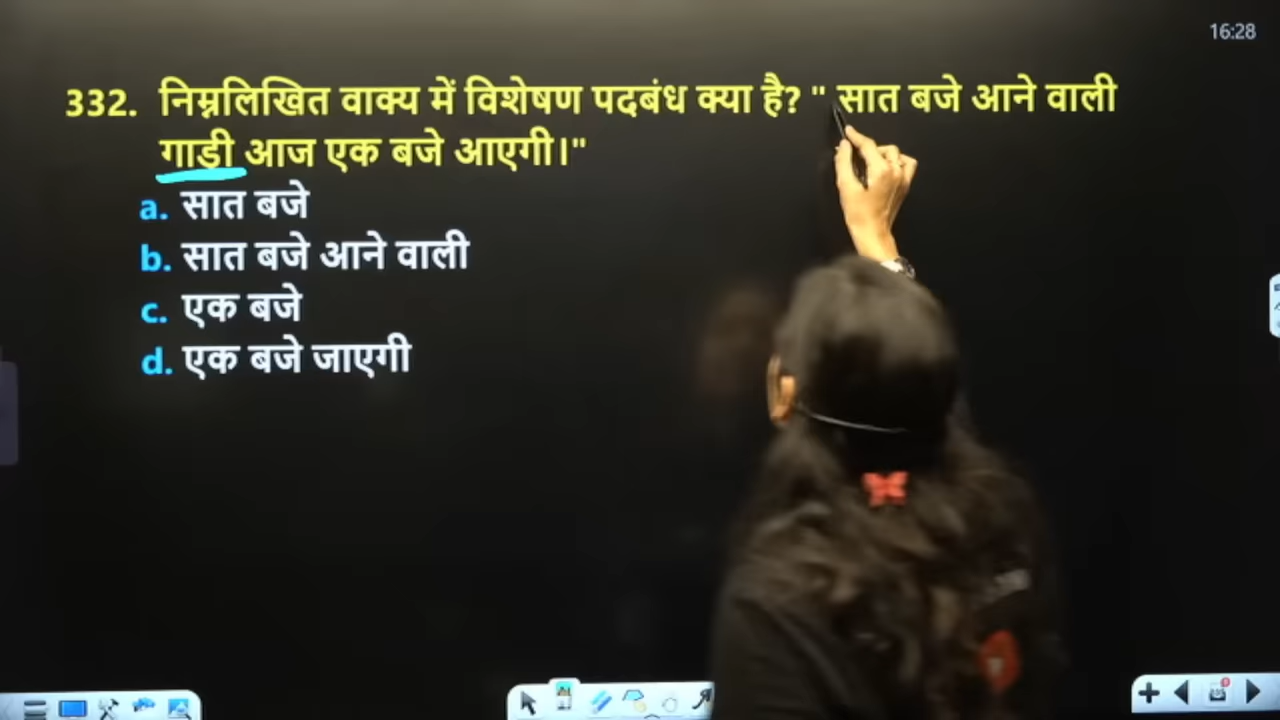 16:28
332. निम्नलिखित वाक्य में विशेषण पदबंध क्या है? " सात बजे आने वाली
गाडी आज एक बजे आएगी।"
a. सात बजे
b. सात बजे आने वाली
c. एक बजे
d. एक बजे जाएगी